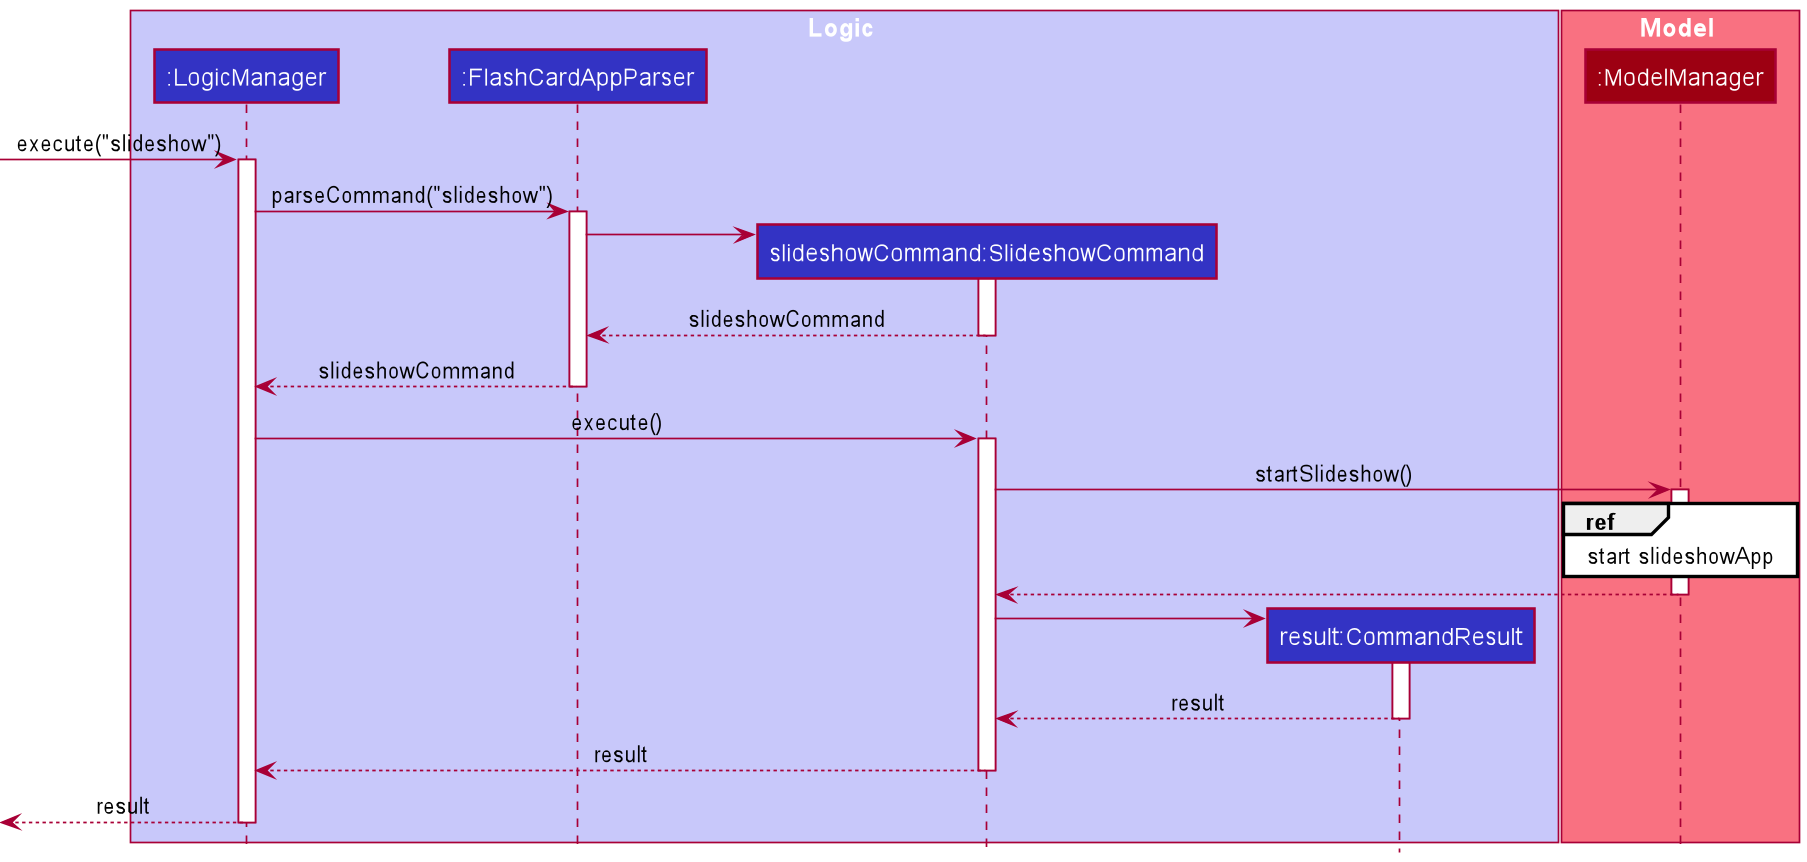 Logic
Model
:LogicManager
:FlashCardAppParser
:ModelManager
execute("slideshow")
parseCommand("slideshow")
slideshowCommand:SlideshowCommand
slideshowCommand
slideshowCommand
execute()
startSlideshow()
ref
start slideshowApp
result:CommandResult
result
result
result